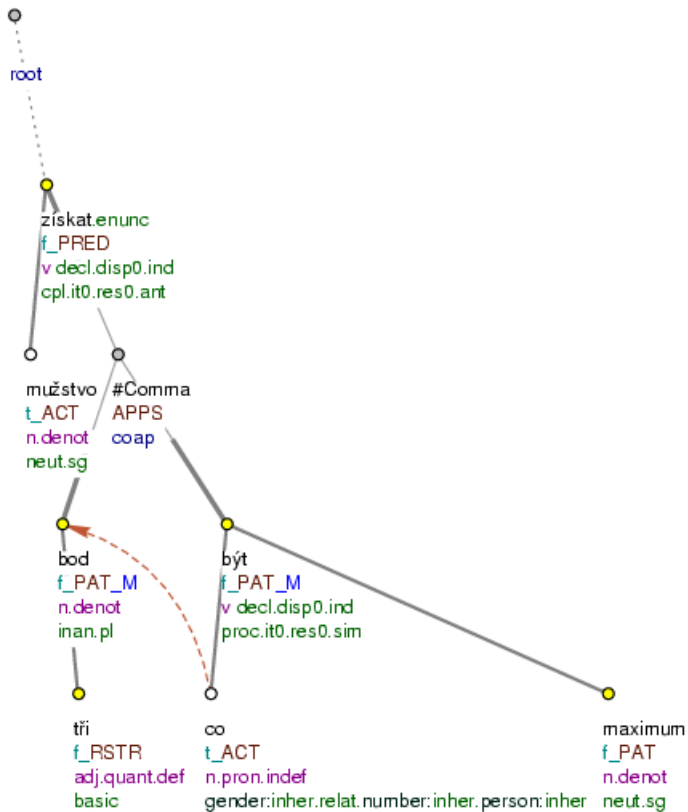 root
získat.enunc
f_PRED
v decl.disp0.ind
cpl.it0.res0.ant
mužstvo
t_ACT
n.denot
neut.sg
#Comma
APPS
coap
bod
f_PAT_M
n.denot
inan.pl
být
f_PAT_M
v decl.disp0.ind
proc.it0.res0.sim
tři
f_RSTR
adj.quant.def
basic
co
t_ACT
n.pron.indef
gender:inher.relat.number:inher.person:inher
maximum
f_PAT
n.denot
neut.sg